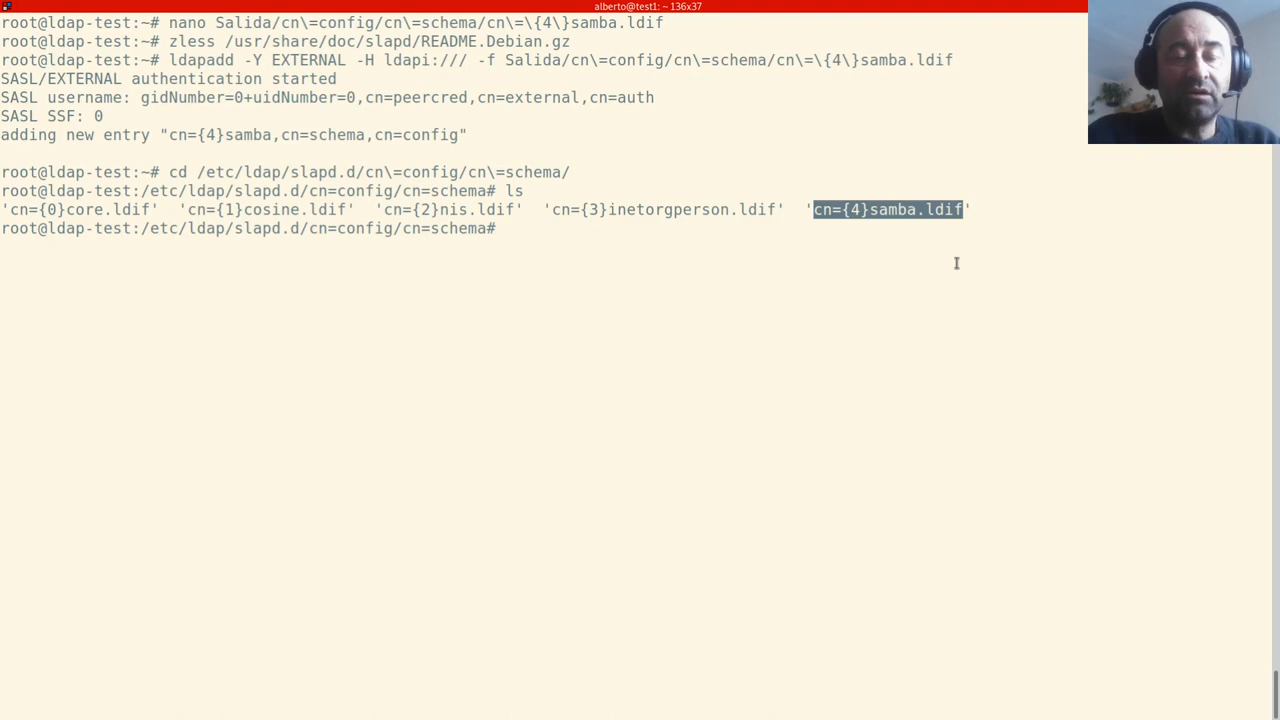 alberto@test1: ~ 136x37
root@ldap-test:~# nano Salida/cn\=config/cn\=schema/cn\=\{4\}samba.ldif
root@ldap-test:~# zless /usr/share/doc/slapd/README.Debian.gz
root@ldap-test:~# ldapadd -Y EXTERNAL -H ldapi:/// -f Salida/cn\=config/cn\=schema/cn\=\{4\}samba.ldif
SASL/EXTERNAL authentication started
SASL username: gidNumber=0+uidNumber=0,cn=peercred,cn=external,cn=auth
SASL SSF: 0
adding new entry "cn={4}samba,cn=schema,cn=config"
root@ldap-test:~# cd /etc/ldap/slapd.d/cn\=config/cn\=schema/
root@ldap-test:/etc/ldap/slapd.d/cn=config/cn=schema# ls
'cn={0}core.ldif'  'cn={1}cosine.ldif'  'cn={2}nis.ldif'  'cn={3}inetorgperson.ldif'  'cn={4}samba.ldif'
root@ldap-test:/etc/ldap/slapd.d/cn=config/cn=schema#